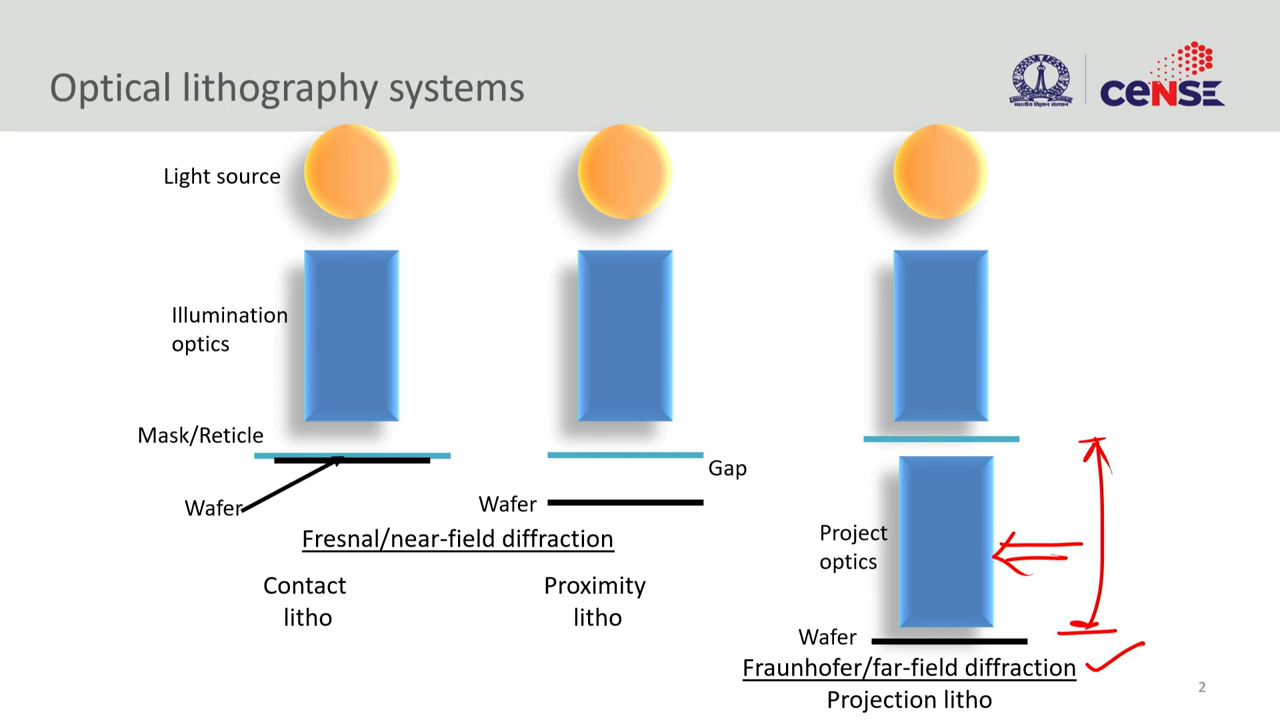 Optical lithography systems
ceNSE
Light source
Illumination
optics
Mask/Reticle
Wafer
Gap
Wafer
Fresnal/near-field diffraction
Contact
litho
Proximity
litho
Project
optics
Wafer
Fraunhofer/far-field diffraction
Projection litho
2